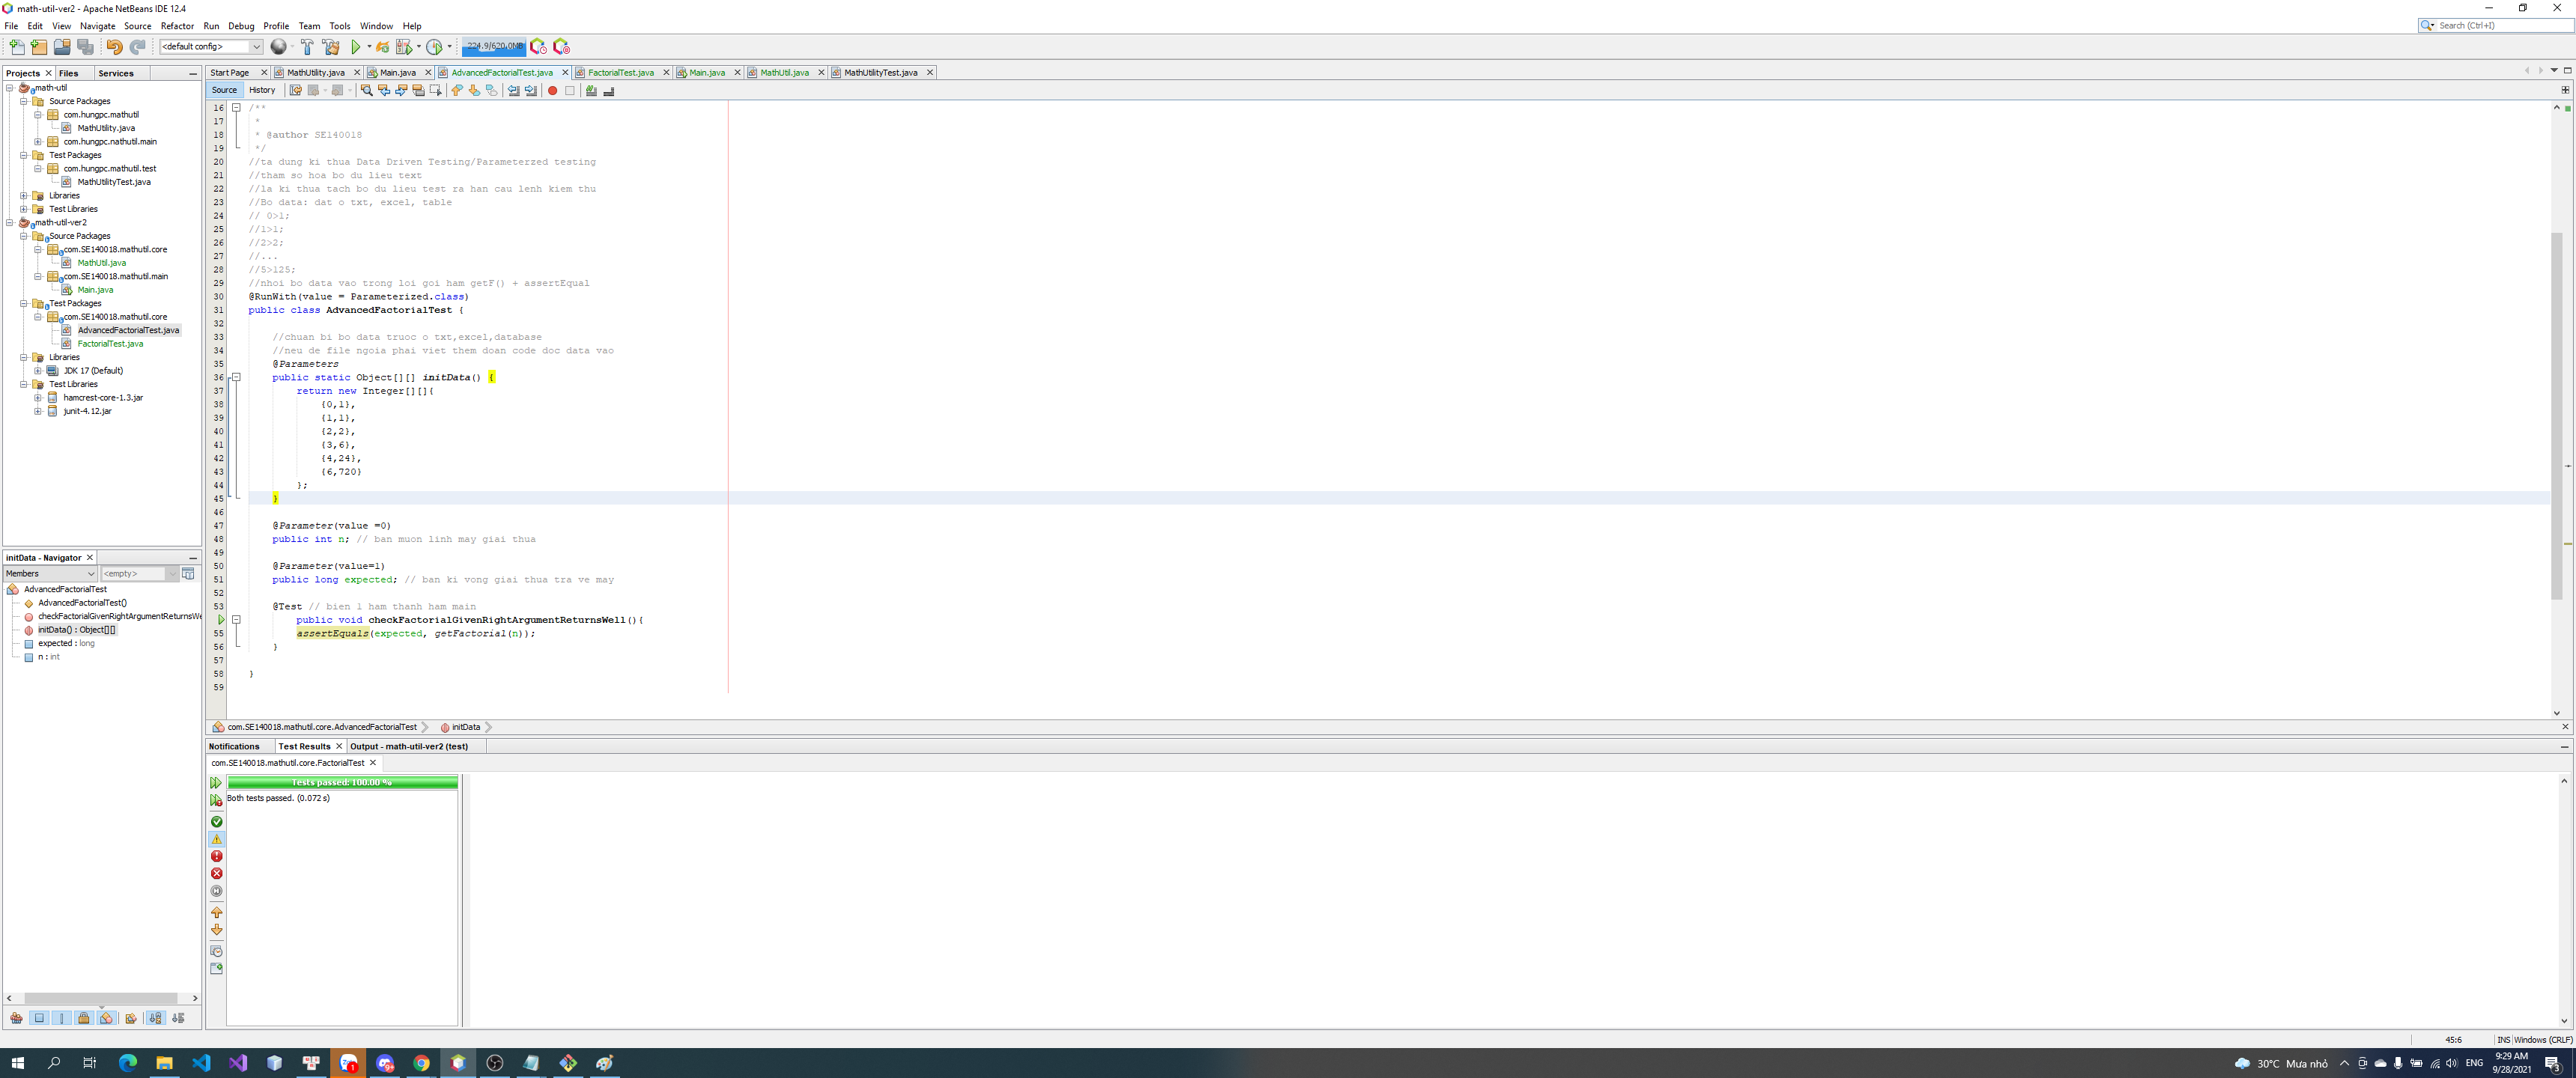 math-util-ver2 - Apache NetBeans IDE 12.4
File Edit View Navigate Source Refactor Run Debug Profile Team Tools Window Help
Search (Ctrl+I)
<default config>
224.9/620.0MB
Projects Files Services
Start Page MathUtility.java Main.java AdvancedFactorialTest.java FactorialTest.java Main.java MathUtil.java MathUtilityTest.java
Source History
math-util
Source Packages
com.hungpc.mathutil
MathUtility.java
com.hungpc.nathutil.main
Test Packages
com.hungpc.mathutil.test
MathUtilityTest.java
Libraries
Test Libraries
math-util-ver2
Source Packages
com.SE140018.mathutil.core
MathUtil.java
com.SE140018.mathutil.main
Main.java
Test Packages
com.SE140018.mathutil.core
AdvancedFactorialTest.java
FactorialTest.java
Libraries
JDK 17 (Default)
Test Libraries
hamcrest-core-1.3.jar
junit-4.12.jar
initData - Navigator
Members <empty>
AdvancedFactorialTest
AdvancedFactorialTest()
checkFactorialGivenRightArgumentReturnsWe
initData() : Object[][]
expected : long
n : int
16 /**
17 *
18 * @author SE140018
19 */
20 //ta dung ki thua Data Driven Testing/Parameterzed testing
21 //tham so hoa bo du lieu text
22 //la ki thua tach bo du lieu test ra han cau lenh kiem thu
23 //Bo data: dat o txt, excel, table
24 // 0>1;
25 //1>1;
26 //2>2;
27 //...
28 //5>125;
29 //nhoi bo data vao trong loi goi ham getF() + assertEqual
30 @RunWith(value = Parameterized.class)
31 public class AdvancedFactorialTest {
32
33 //chuan bi bo data truoc o txt,excel,database
34 //neu de file ngoia phai viet them doan code doc data vao
35 @Parameters
36 public static Object[][] initData() {
37 return new Integer[][]{
38 {0,1},
39 {1,1},
40 {2,2},
41 {3,6},
42 {4,24},
43 {6,720}
44 };
45 }
46
47 @Parameter(value =0)
48 public int n; // ban muon linh may giai thua
49
50 @Parameter(value=1)
51 public long expected; // ban ki vong giai thua tra ve may
52
53 @Test // bien 1 ham thanh ham main
public void checkFactorialGivenRightArgumentReturnsWell(){
55 assertEquals(expected, getFactorial(n));
56 }
57
58 }
59
com.SE140018.mathutil.core.AdvancedFactorialTest initData
Notifications Test Results Output - math-util-ver2 (test)
com.SE140018.mathutil.core.FactorialTest
Tests passed: 100.00 %
Both tests passed. (0.072 s)
45:6 INS Windows (CRLF)
30°C Mưa nhỏ ENG 9:29 AM
9/28/2021